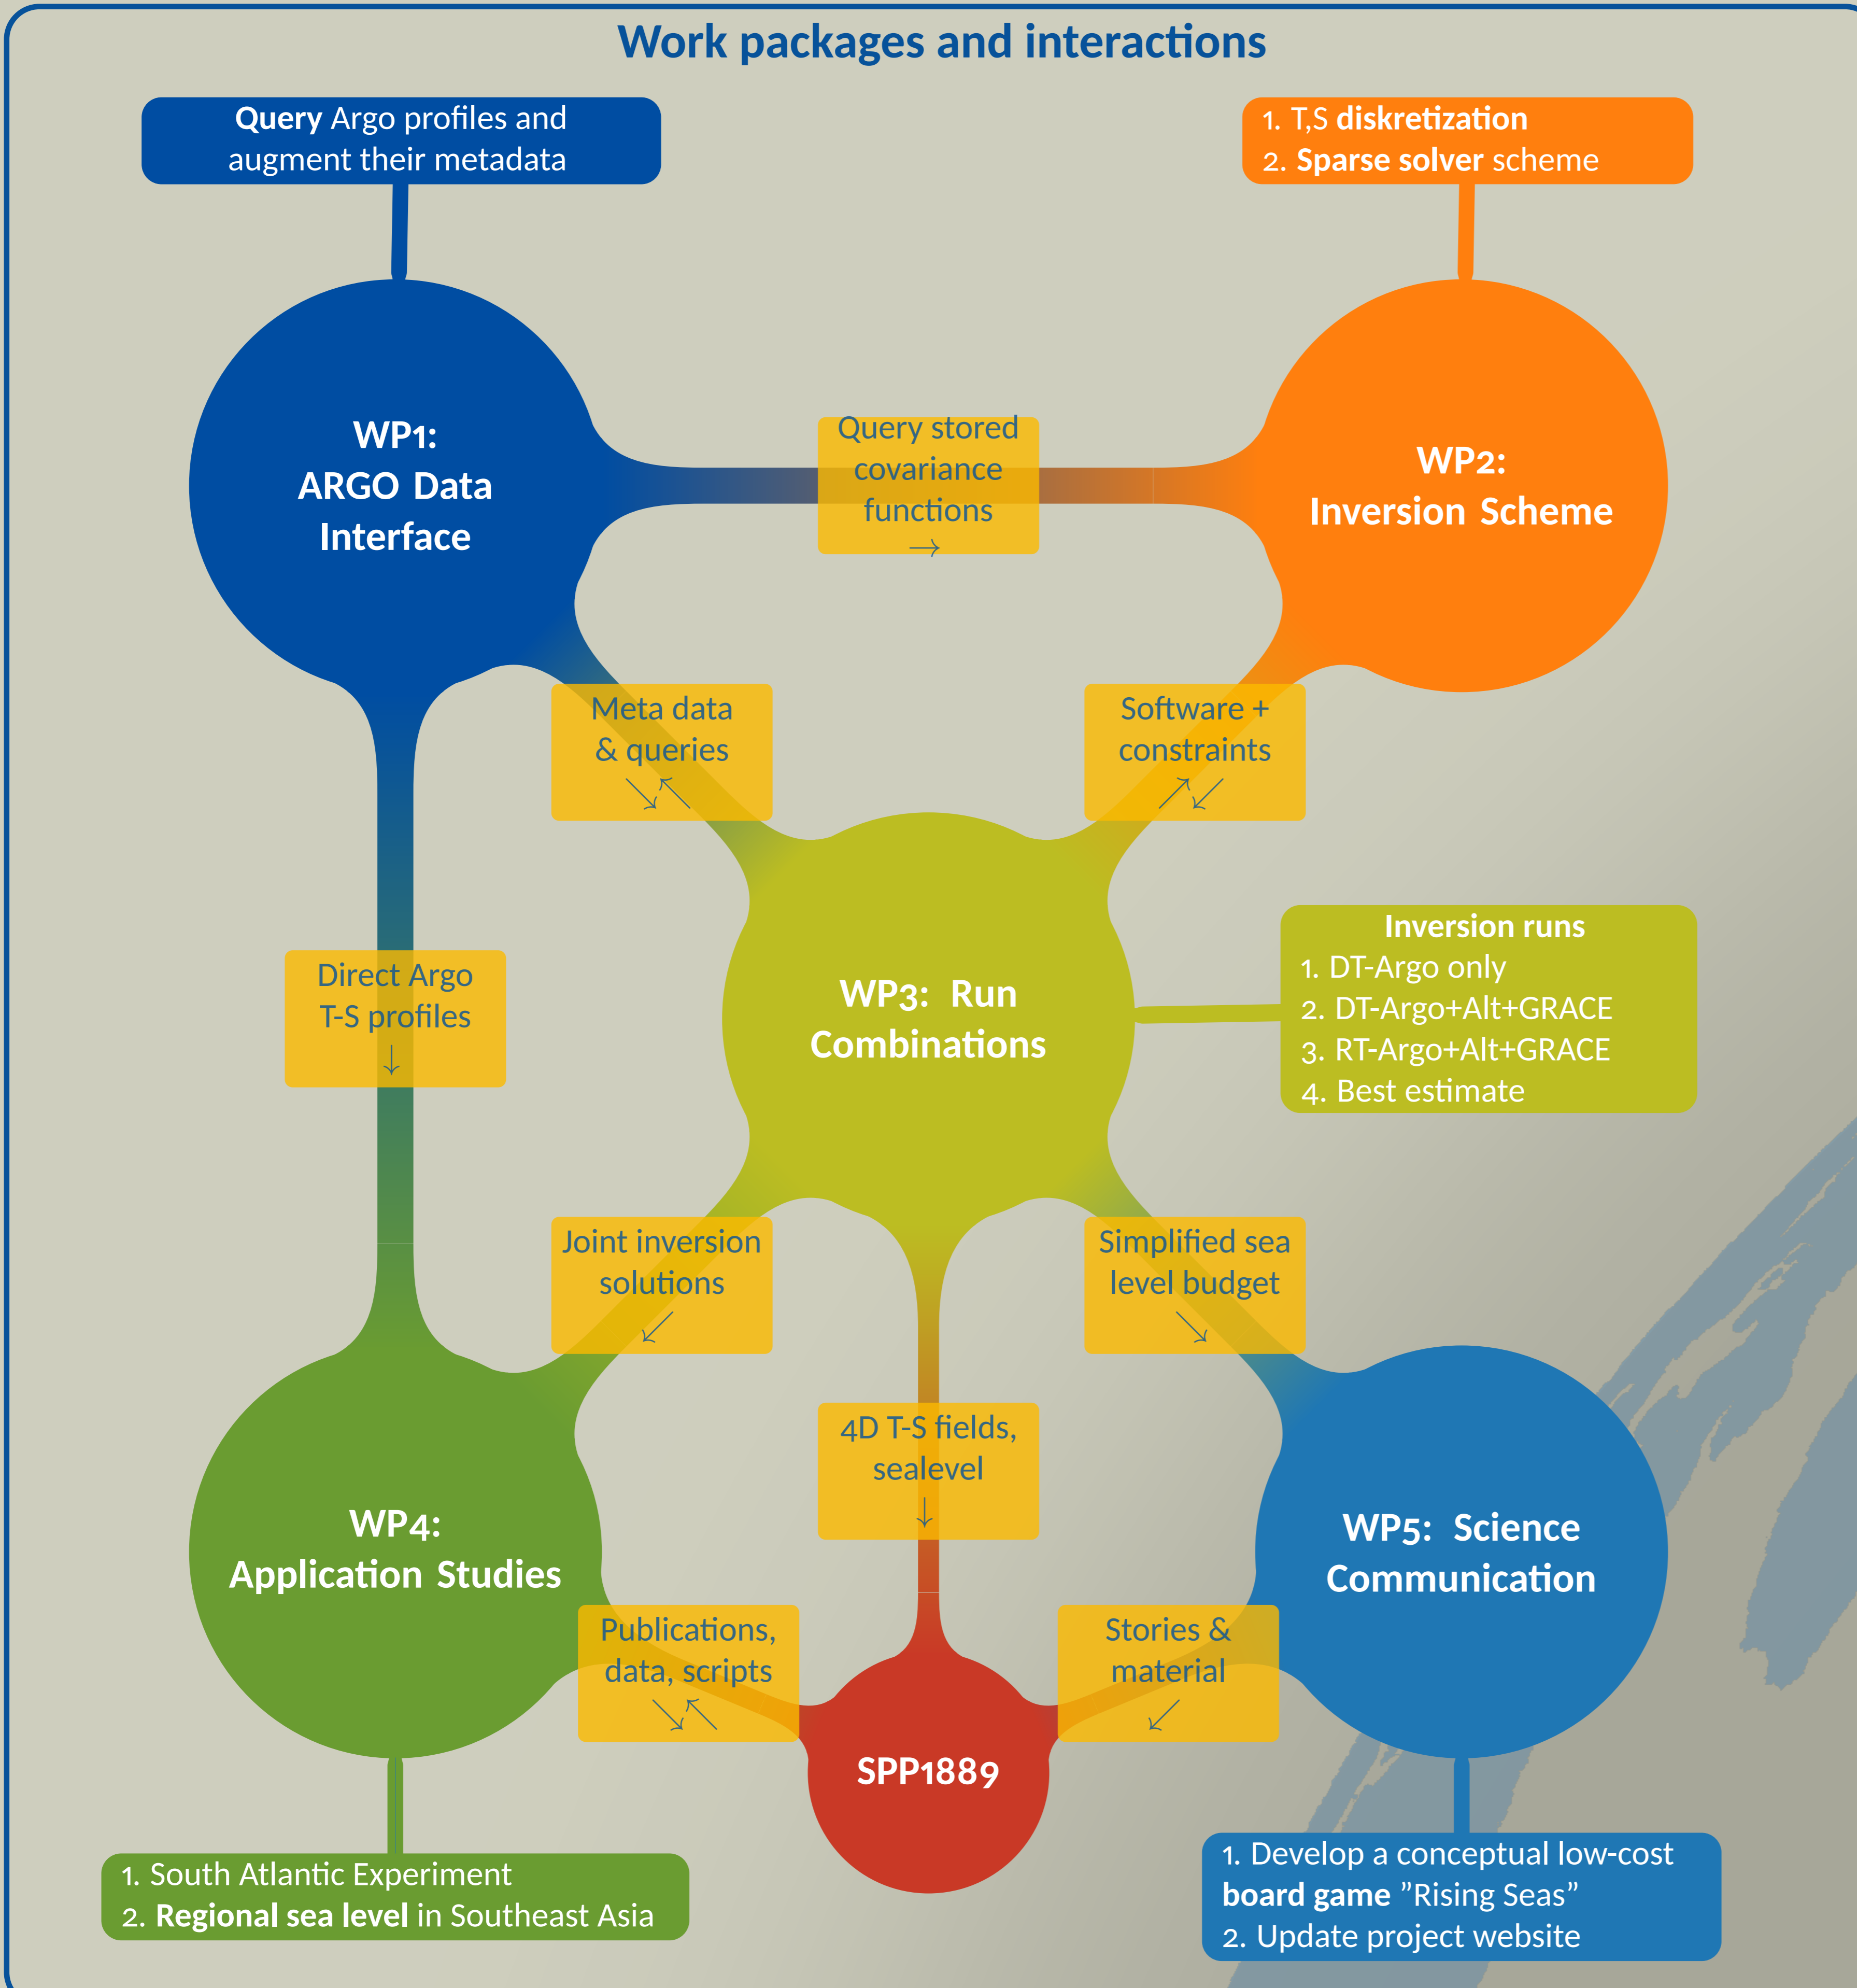 Work packages and interactions
Query Argo profiles and
augment their metadata
1. T,S diskretization
2. Sparse solver scheme
WP1:
ARGO Data
Interface
Query stored
covariance
functions
→
WP2:
Inversion Scheme
Meta data
& queries
↘↖
Software +
constraints
↗↙
Direct Argo
T-S profiles
↓
WP3: Run
Combinations
Inversion runs
1. DT-Argo only
2. DT-Argo+Alt+GRACE
3. RT-Argo+Alt+GRACE
4. Best estimate
Joint inversion
solutions
↙
Simplified sea
level budget
↘
4D T-S fields,
sealevel
↓
WP4:
Application Studies
WP5: Science
Communication
Publications,
data, scripts
↘↖
Stories &
material
↙
SPP1889
1. South Atlantic Experiment
2. Regional sea level in Southeast Asia
1. Develop a conceptual low-cost
board game ”Rising Seas”
2. Update project website